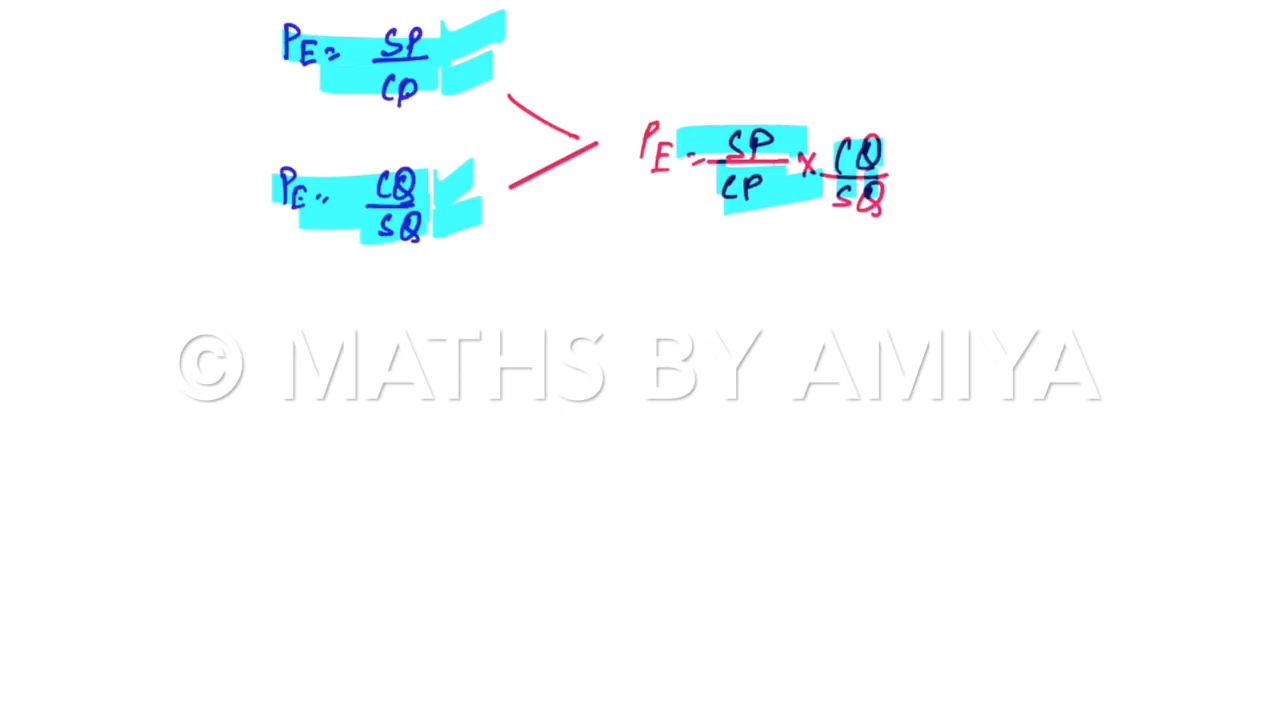 PE = SP / CP
PE = CQ / SQ
PE = SP / CP × CQ / SQ
© MATHS BY AMIYA